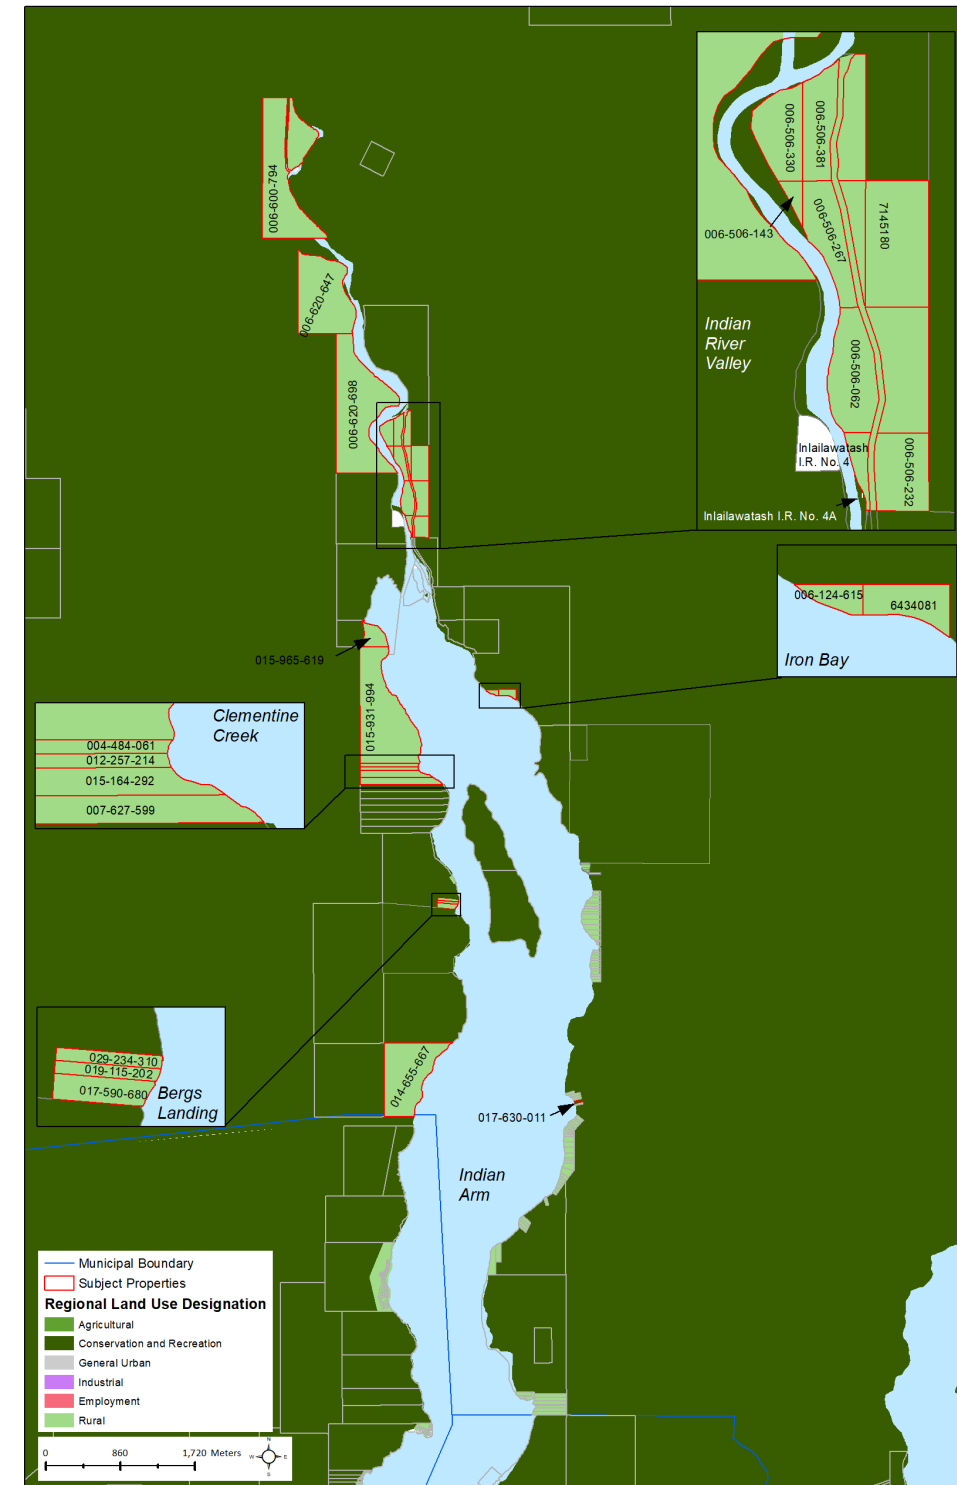 006-600-794
006-620-647
006-620-698
006-506-330
006-506-381
006-506-143
006-506-267
7145180
Indian
River
Valley
006-506-062
Inlailawatash
I.R. No. 4
006-506-232
Inlailawatash I.R. No. 4A
006-124-615
6434081
Iron Bay
015-965-619
015-931-994
Clementine
Creek
004-484-061
012-257-214
015-164-292
007-627-599
029-234-310
019-115-202
017-590-680
Bergs
Landing
014-655-667
017-630-011
Indian
Arm
Municipal Boundary
Subject Properties
Regional Land Use Designation
Agricultural
Conservation and Recreation
General Urban
Industrial
Employment
Rural
0 860 1,720 Meters
N
W E
S